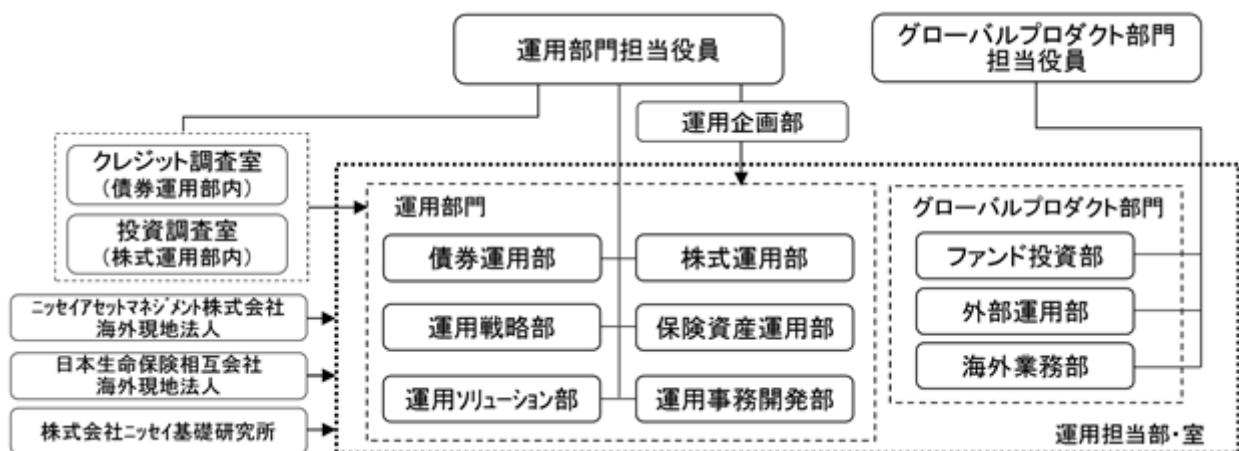 運用部門担当役員
グローバルプロダクト部門
担当役員
運用企画部
クレジット調査室
(債券運用部内)
投資調査室
(株式運用部内)
ニッセイアセットマネジメント株式会社
海外現地法人
日本生命保険相互会社
海外現地法人
株式会社ニッセイ基礎研究所
運用部門
債券運用部
株式運用部
運用戦略部
保険資産運用部
運用ソリューション部
運用事務開発部
グローバルプロダクト部門
ファンド投資部
外部運用部
海外業務部
運用担当部・室